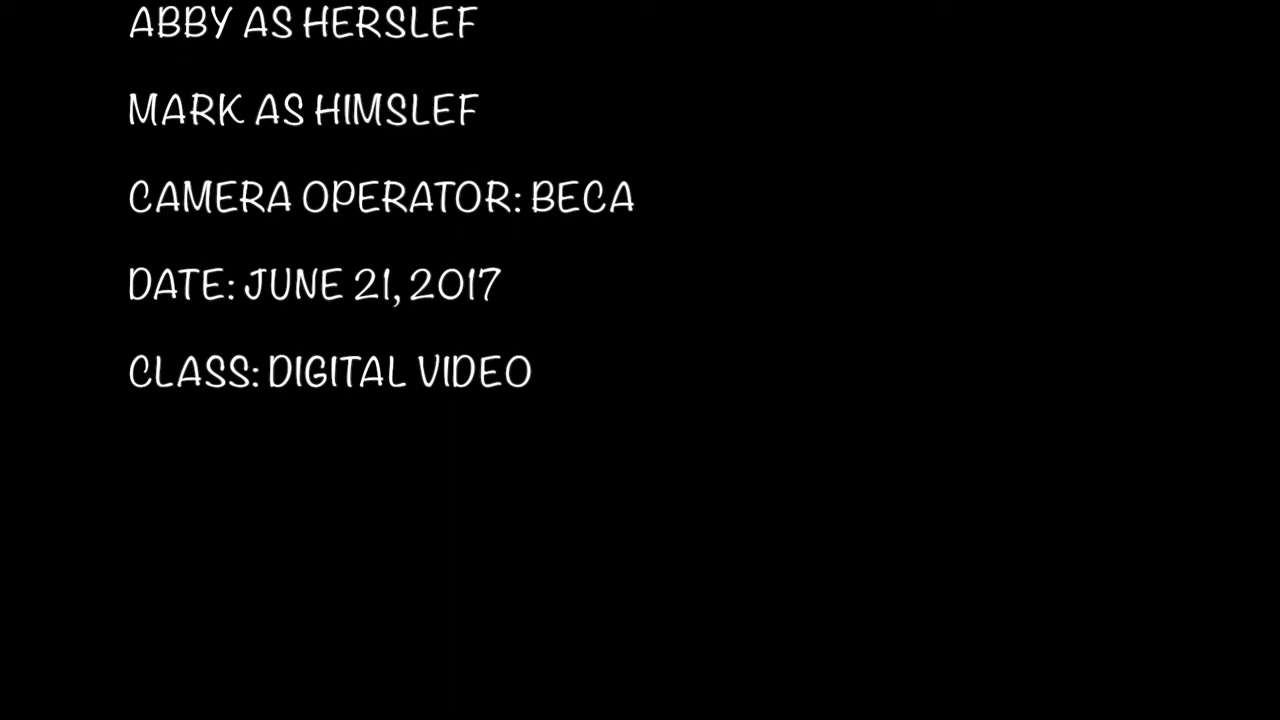 ABBY AS HERSLEF
MARK AS HIMSLEF
CAMERA OPERATOR: BECA
DATE: JUNE 21, 2017
CLASS: DIGITAL VIDEO